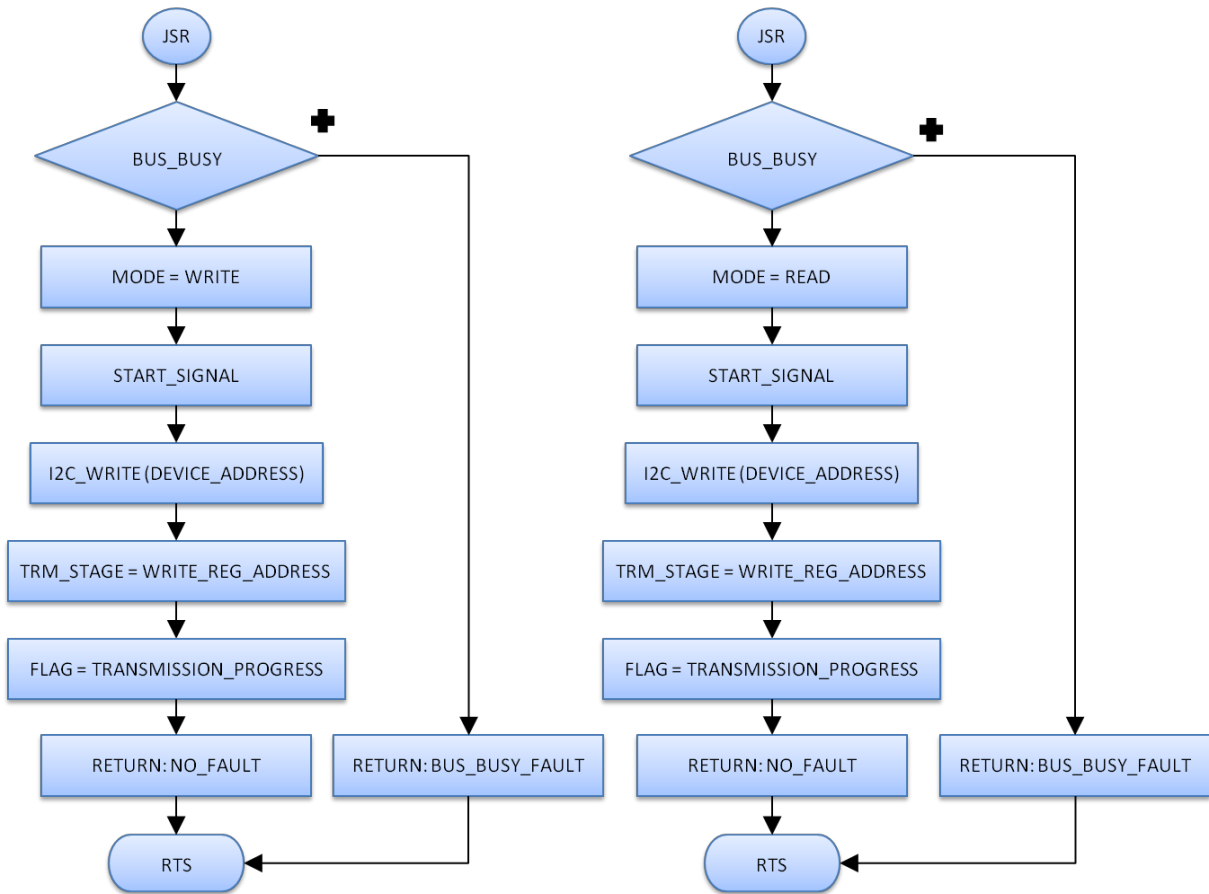 JSR
BUS_BUSY
MODE = WRITE
START_SIGNAL
I2C_WRITE (DEVICE_ADDRESS)
TRM_STAGE = WRITE_REG_ADDRESS
FLAG = TRANSMISSION_PROGRESS
RETURN: NO_FAULT
RETURN: BUS_BUSY_FAULT
RTS
JSR
BUS_BUSY
MODE = READ
START_SIGNAL
I2C_WRITE (DEVICE_ADDRESS)
TRM_STAGE = WRITE_REG_ADDRESS
FLAG = TRANSMISSION_PROGRESS
RETURN: NO_FAULT
RETURN: BUS_BUSY_FAULT
RTS